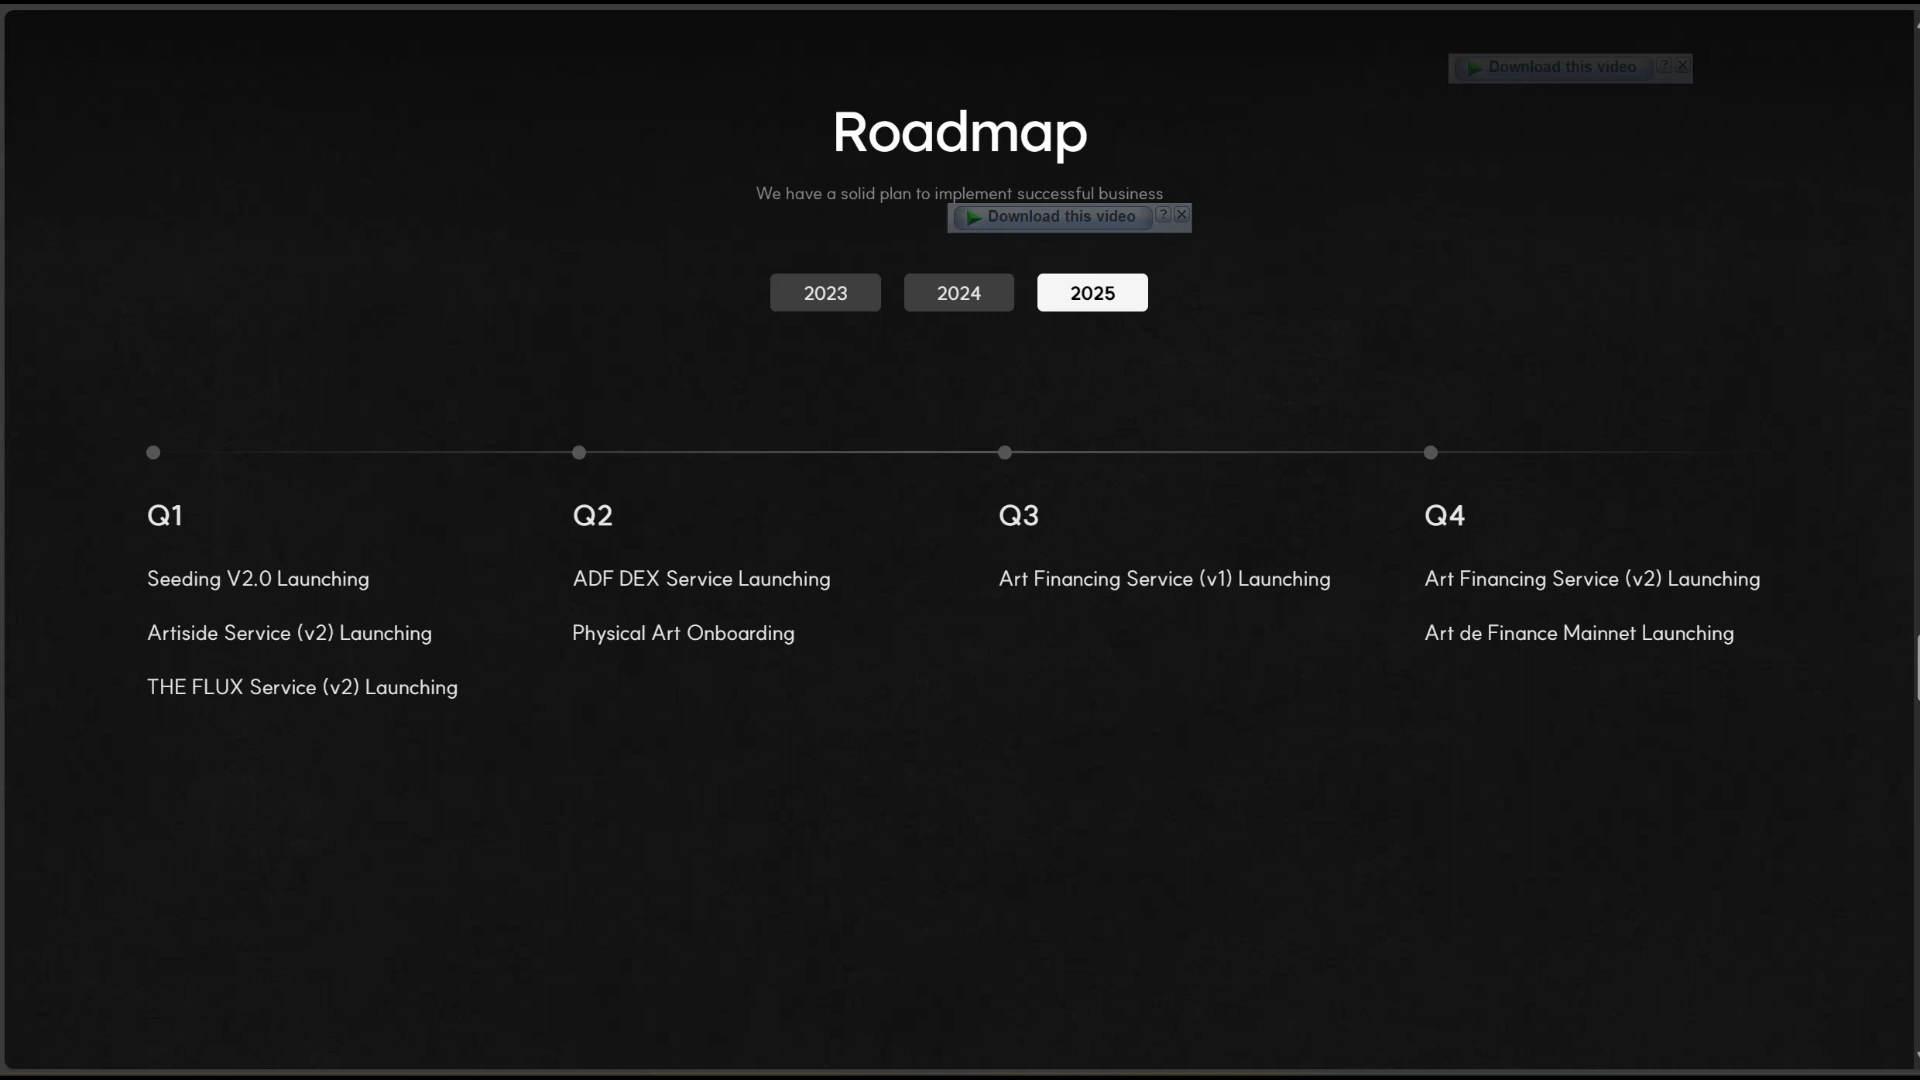 Download this video
Roadmap
We have a solid plan to implement successful business
Download this video
2023 2024 2025
Q1 Q2 Q3 Q4
Seeding V2.0 Launching
Artiside Service (v2) Launching
THE FLUX Service (v2) Launching
ADF DEX Service Launching
Physical Art Onboarding
Art Financing Service (v1) Launching
Art Financing Service (v2) Launching
Art de Finance Mainnet Launching